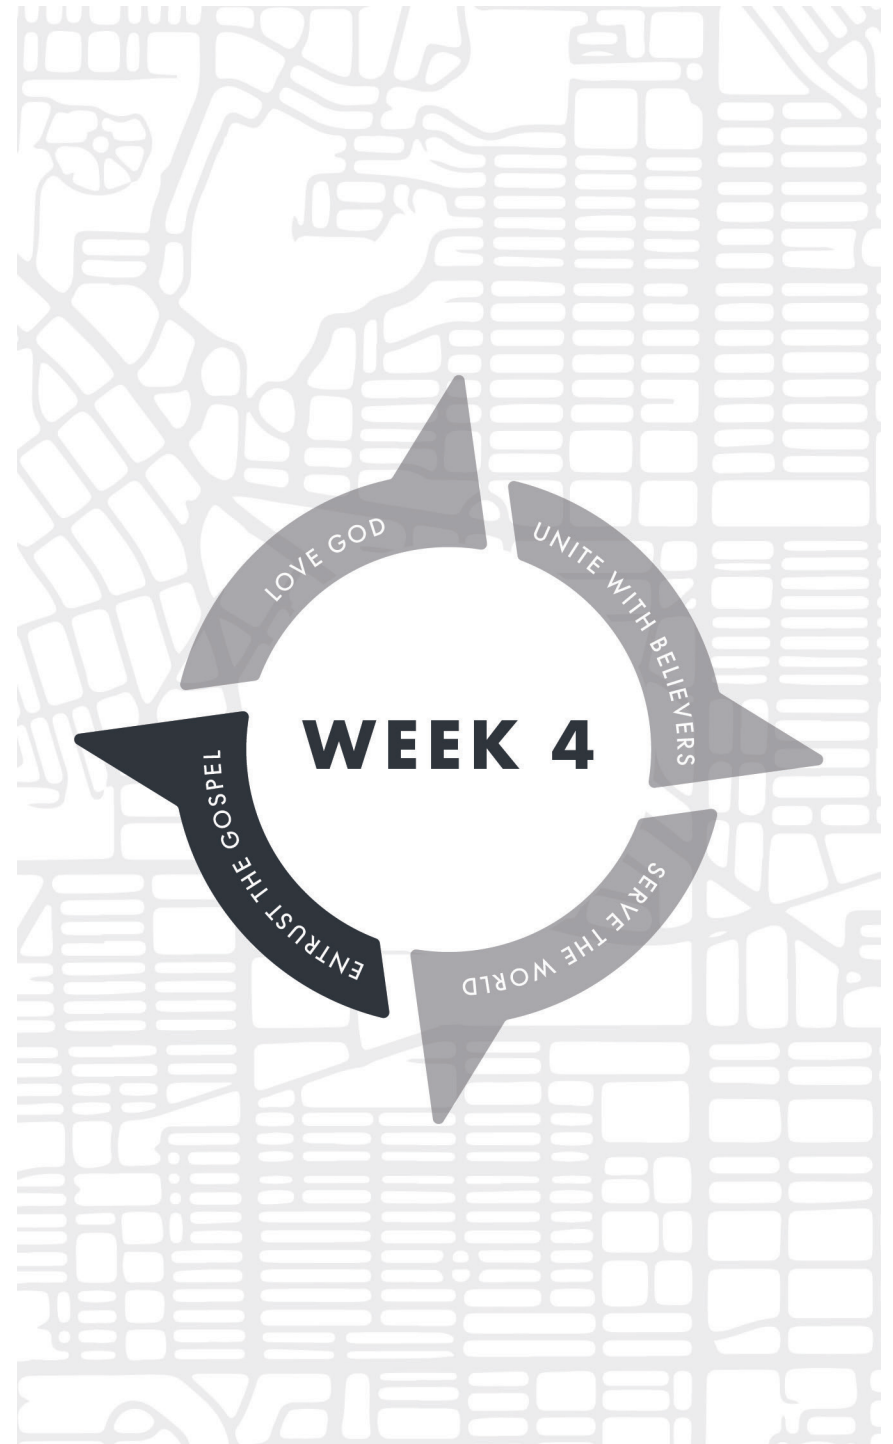 LOVE GOD
UNITE WITH BELIEVERS
SERVE THE WORLD
ENTRUST THE GOSPEL
WEEK 4